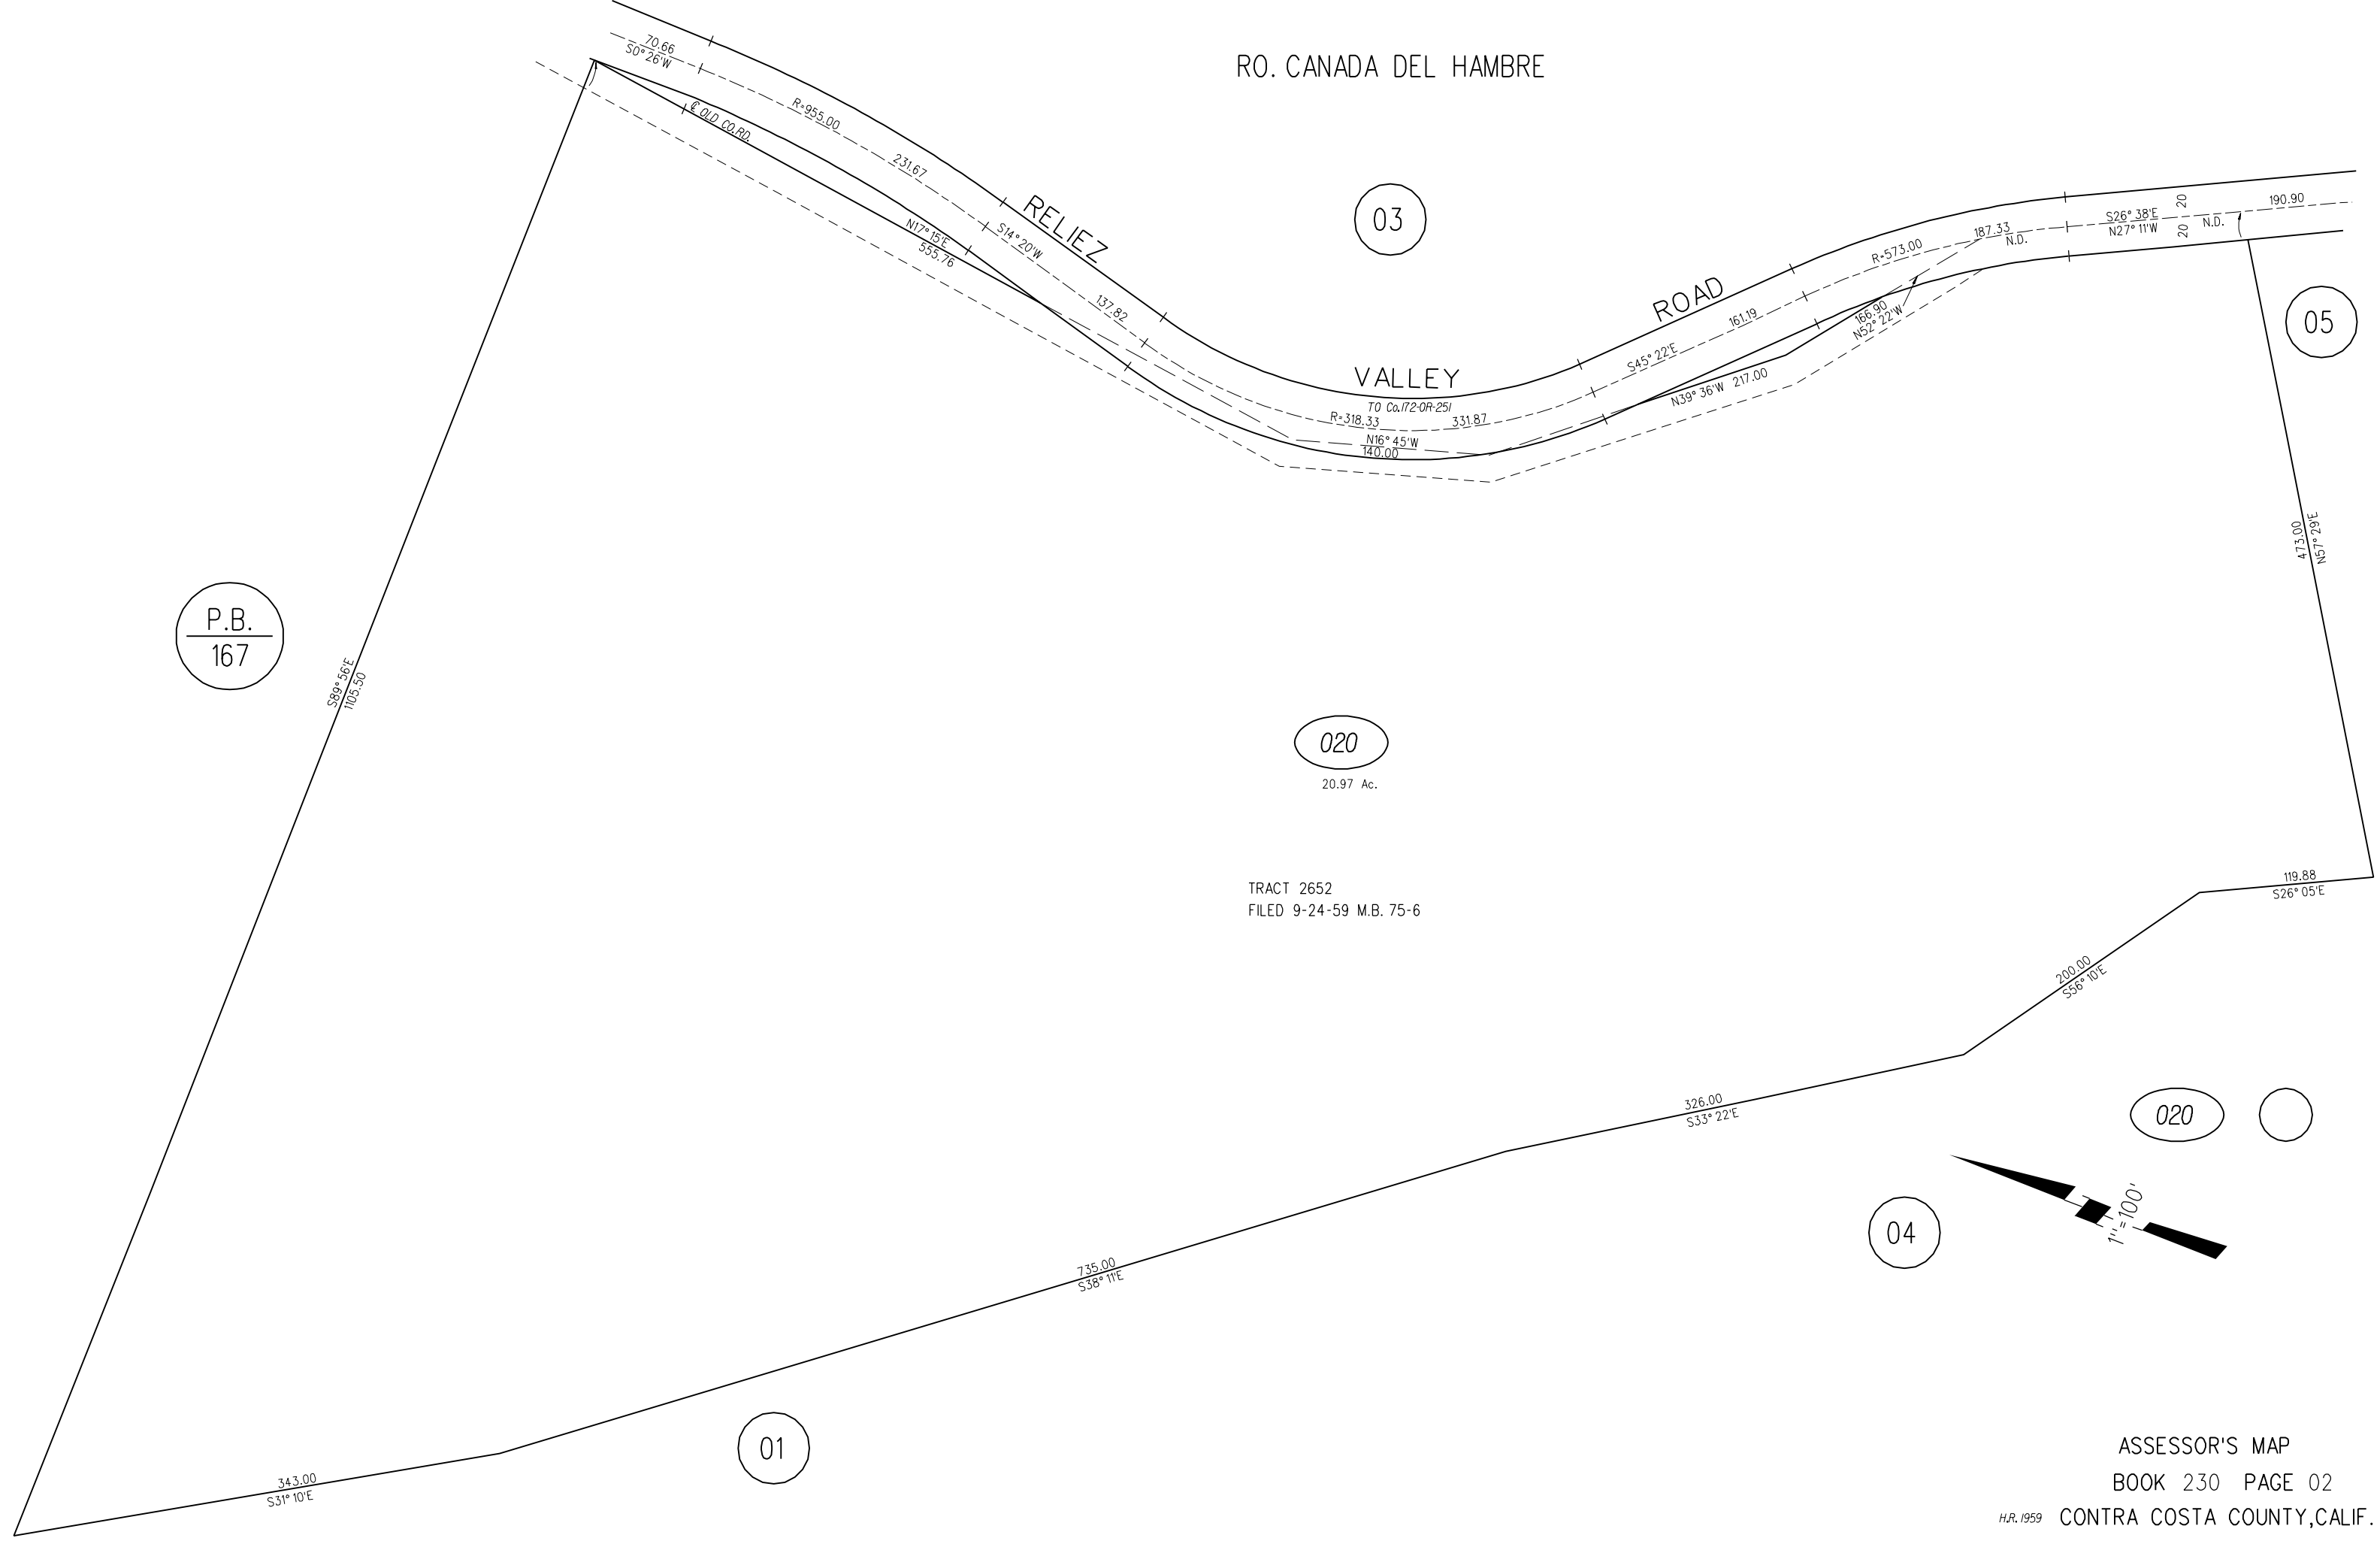 RO. CANADA DEL HAMBRE
70.66
S0° 26'W
R=955.00
℄ OLD CO.RD.
231.67
N17° 15'E
555.76
S14° 20'W
137.82
RELIEZ
VALLEY
ROAD
TO Co.172-OR-251
R=318.33
331.87
N16° 45'W
140.00
S45° 22'E
161.19
N39° 36'W 217.00
R=573.00
187.33
N.D.
166.90
N52° 22'W
S26° 38'E
N27° 11'W
20
20
N.D.
190.90
03
05
473.00
N57° 29'E
P.B.
167
S89° 56'E
1105.50
020
20.97 Ac.
TRACT 2652
FILED 9-24-59 M.B. 75-6
119.88
S26° 05'E
200.00
S56° 10'E
326.00
S33° 22'E
735.00
S38° 11'E
343.00
S31° 10'E
01
04
020
1"=100'
ASSESSOR'S MAP
BOOK 230 PAGE 02
H.R. 1959 CONTRA COSTA COUNTY,CALIF.